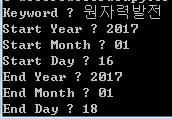 Keyword ? 원자력발전
Start Year ? 2017
Start Month ? 01
Start Day ? 16
End Year ? 2017
End Month ? 01
End Day ? 18